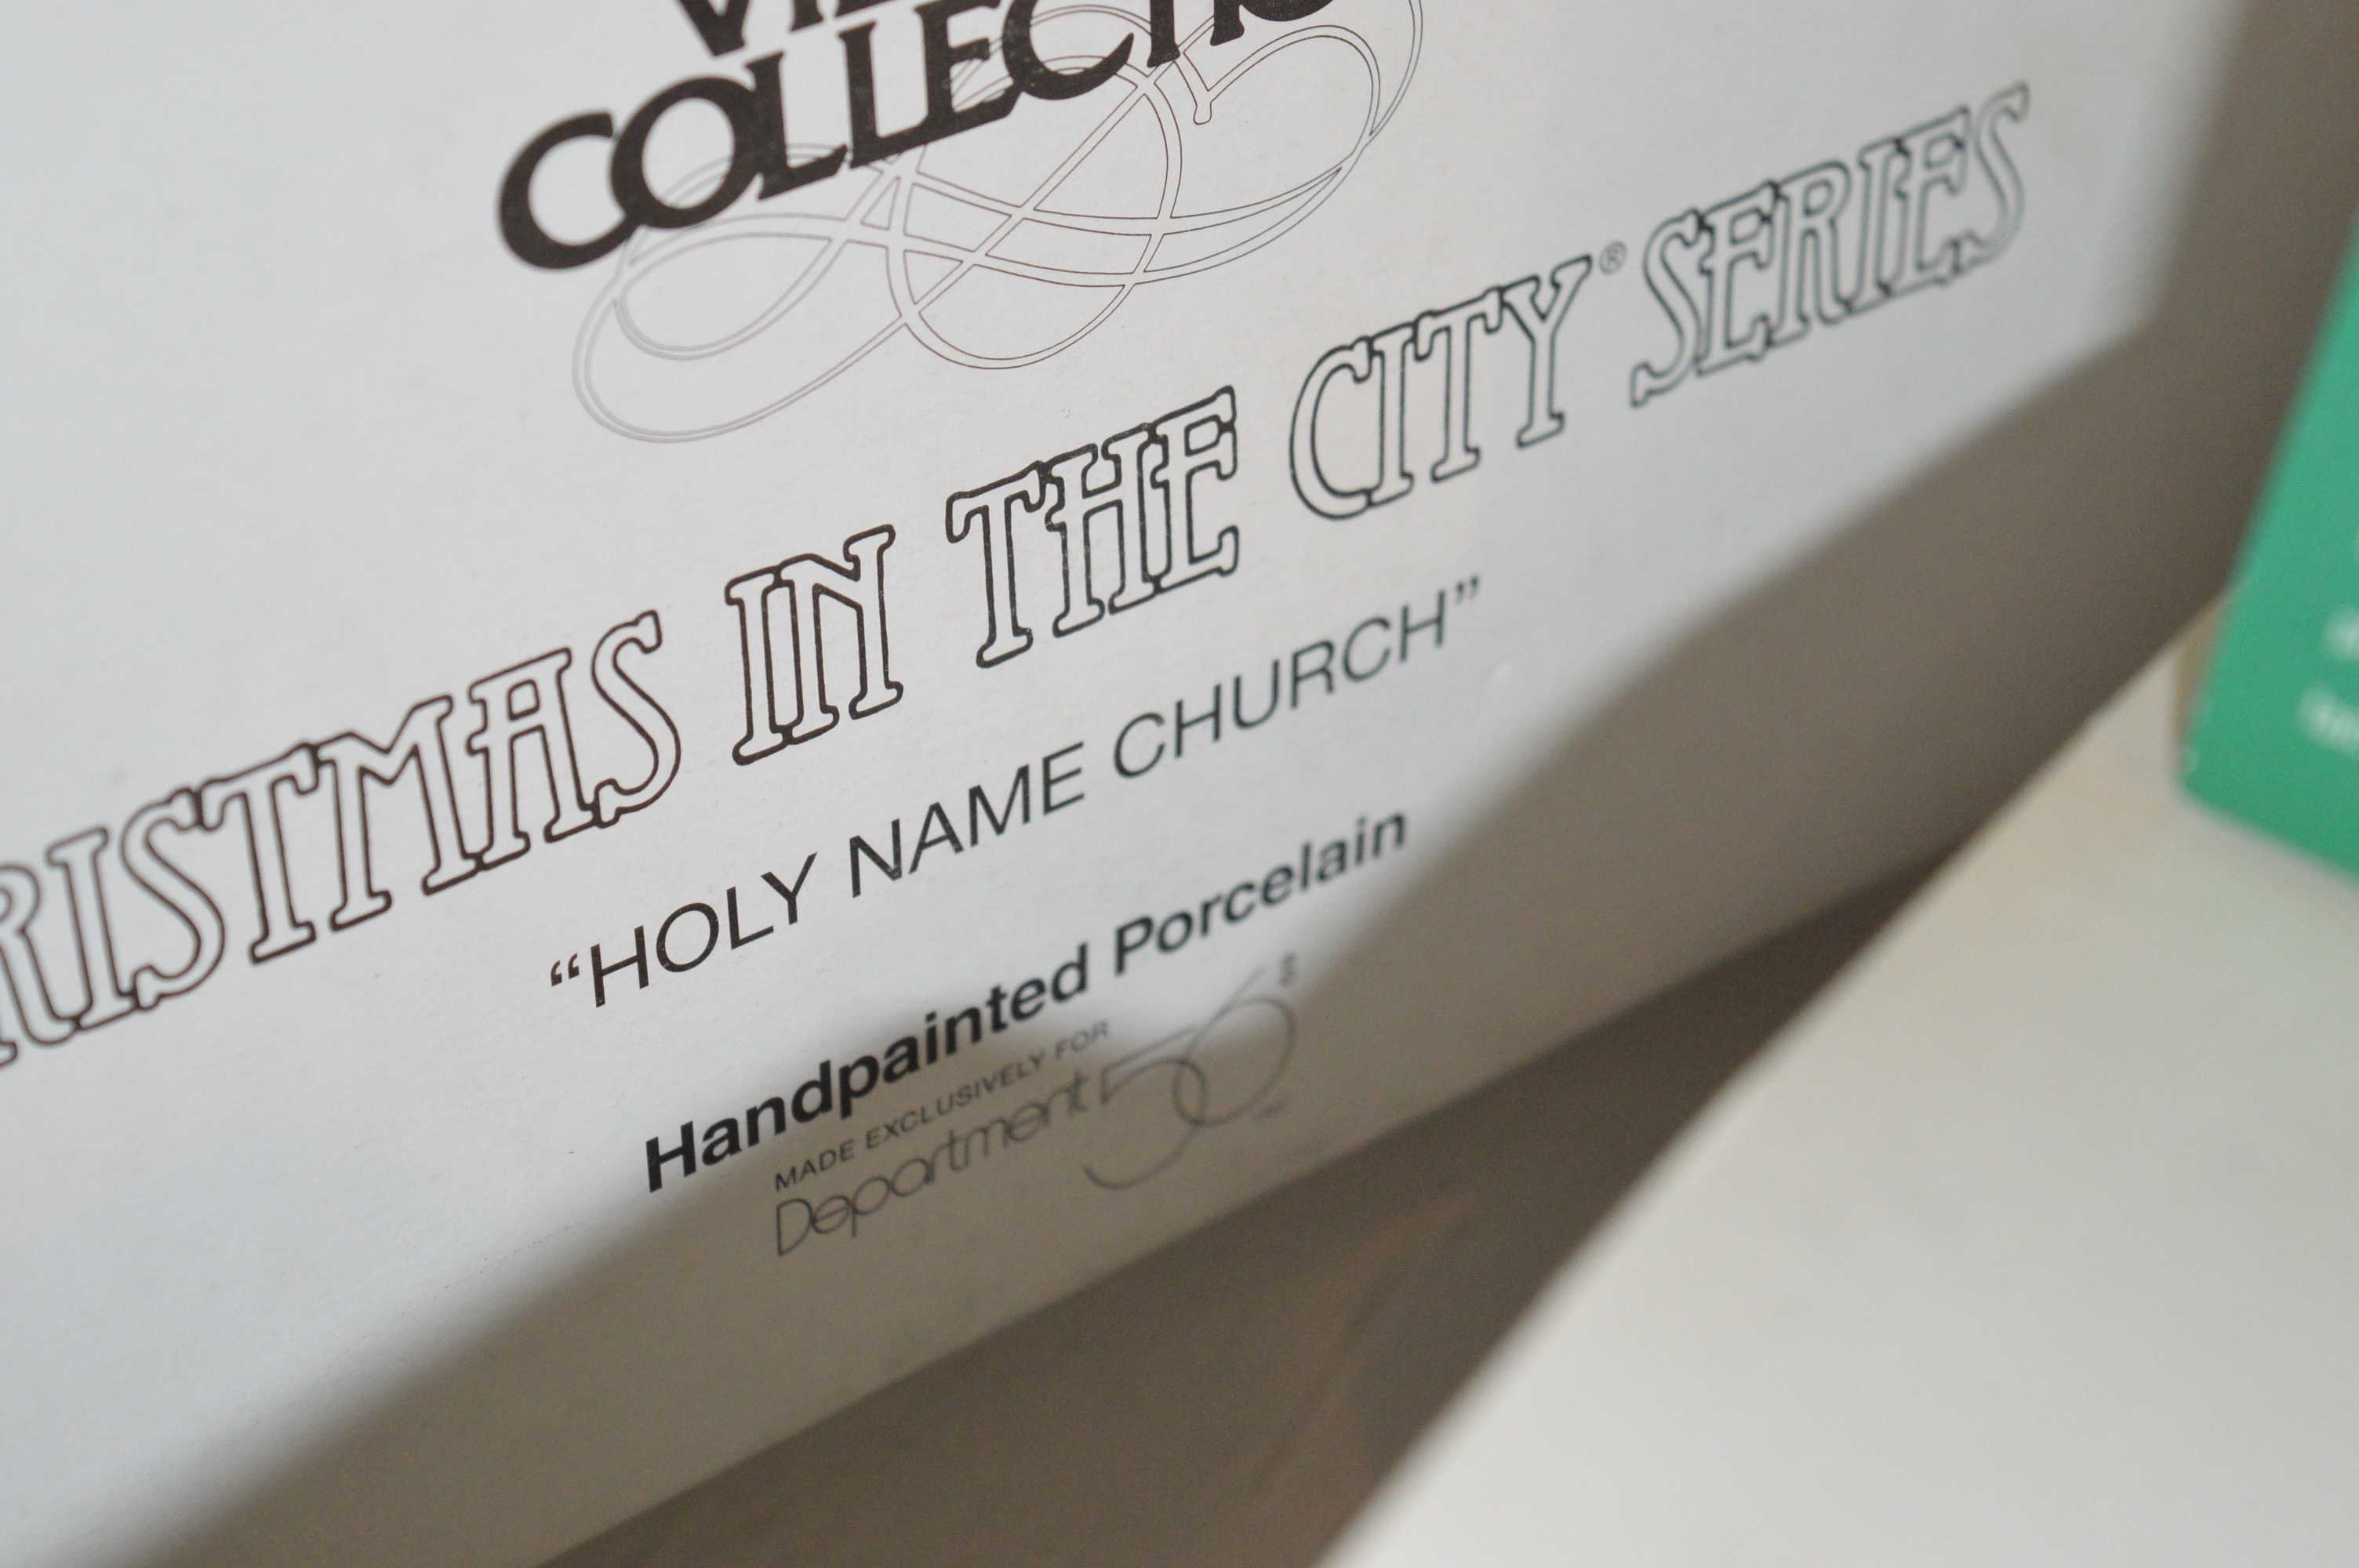 COLLECTIO
RISTMAS IN THE CITY® SERIES
“HOLY NAME CHURCH”
Handpainted Porcelain
MADE EXCLUSIVELY FOR
Department 56